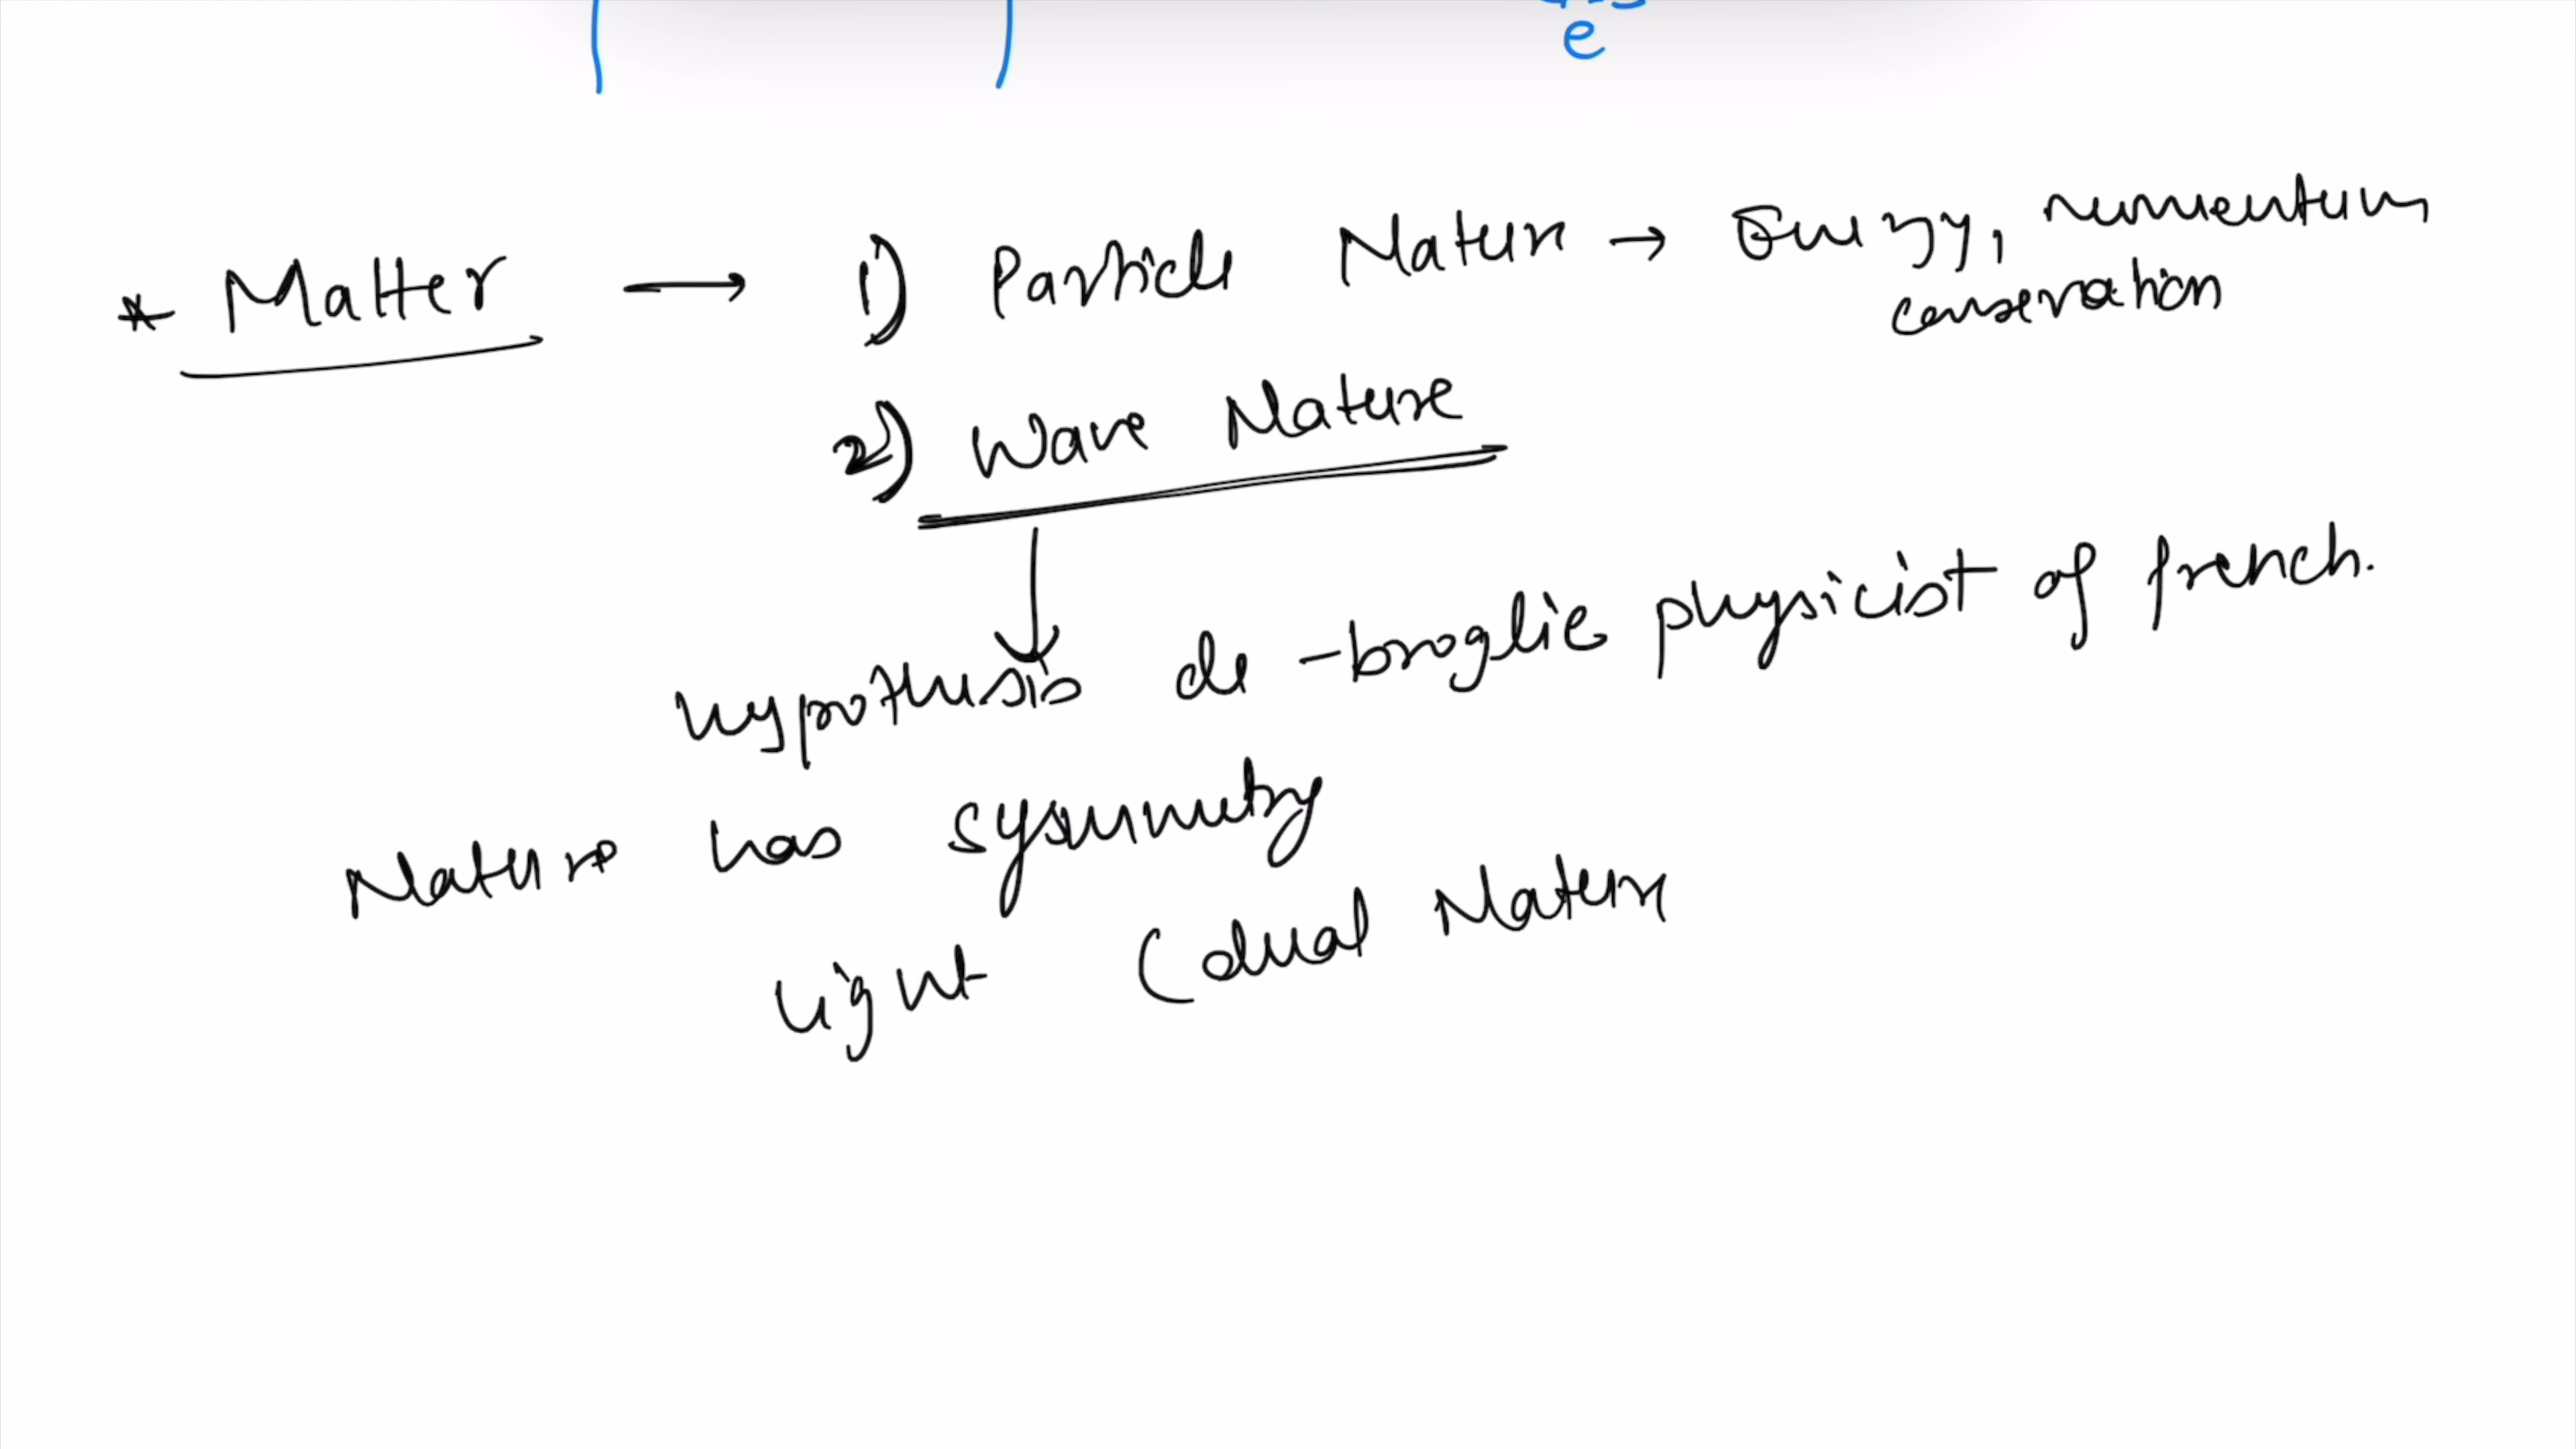 e
* Matter → 1) Particle Nature → Energy, momentum
conservation
2) Wave Nature
hypothesis de-broglie physicist of french.
Nature has symmetry
Light (dual Nature